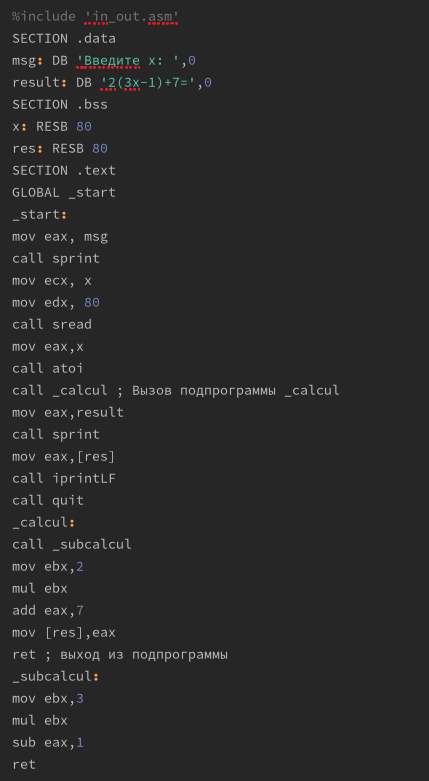 %include 'in_out.asm'
SECTION .data
msg: DB 'Введите x: ',0
result: DB '2(3x-1)+7=',0
SECTION .bss
x: RESB 80
res: RESB 80
SECTION .text
GLOBAL _start
_start:
mov eax, msg
call sprint
mov ecx, x
mov edx, 80
call sread
mov eax,x
call atoi
call _calcul ; Вызов подпрограммы _calcul
mov eax,result
call sprint
mov eax,[res]
call iprintLF
call quit
_calcul:
call _subcalcul
mov ebx,2
mul ebx
add eax,7
mov [res],eax
ret ; выход из подпрограммы
_subcalcul:
mov ebx,3
mul ebx
sub eax,1
ret